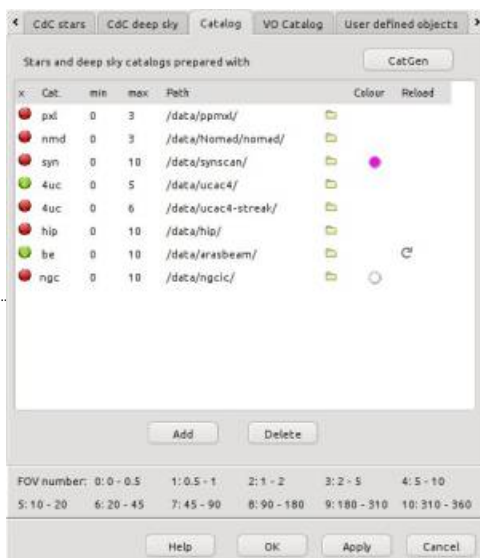 CdC stars CdC deep sky Catalog VO Catalog User defined objects
Stars and deep sky catalogs prepared with CatGen
x Cat. min max Path Colour Reload
pxl 0 3 /data/ppmxl/
nmd 0 3 /data/Nomad/nomad/
syn 0 10 /data/synscan/
4uc 0 5 /data/ucac4/
4uc 0 6 /data/ucac4-streak/
hip 0 10 /data/hip/
be 0 10 /data/arasbeam/
ngc 0 10 /data/ngcic/
Add Delete
FOV number: 0: 0 - 0.5 1: 0.5 - 1 2: 1 - 2 3: 2 - 5 4: 5 - 10
5: 10 - 20 6: 20 - 45 7: 45 - 90 8: 90 - 180 9: 180 - 310 10: 310 - 360
Help OK Apply Cancel